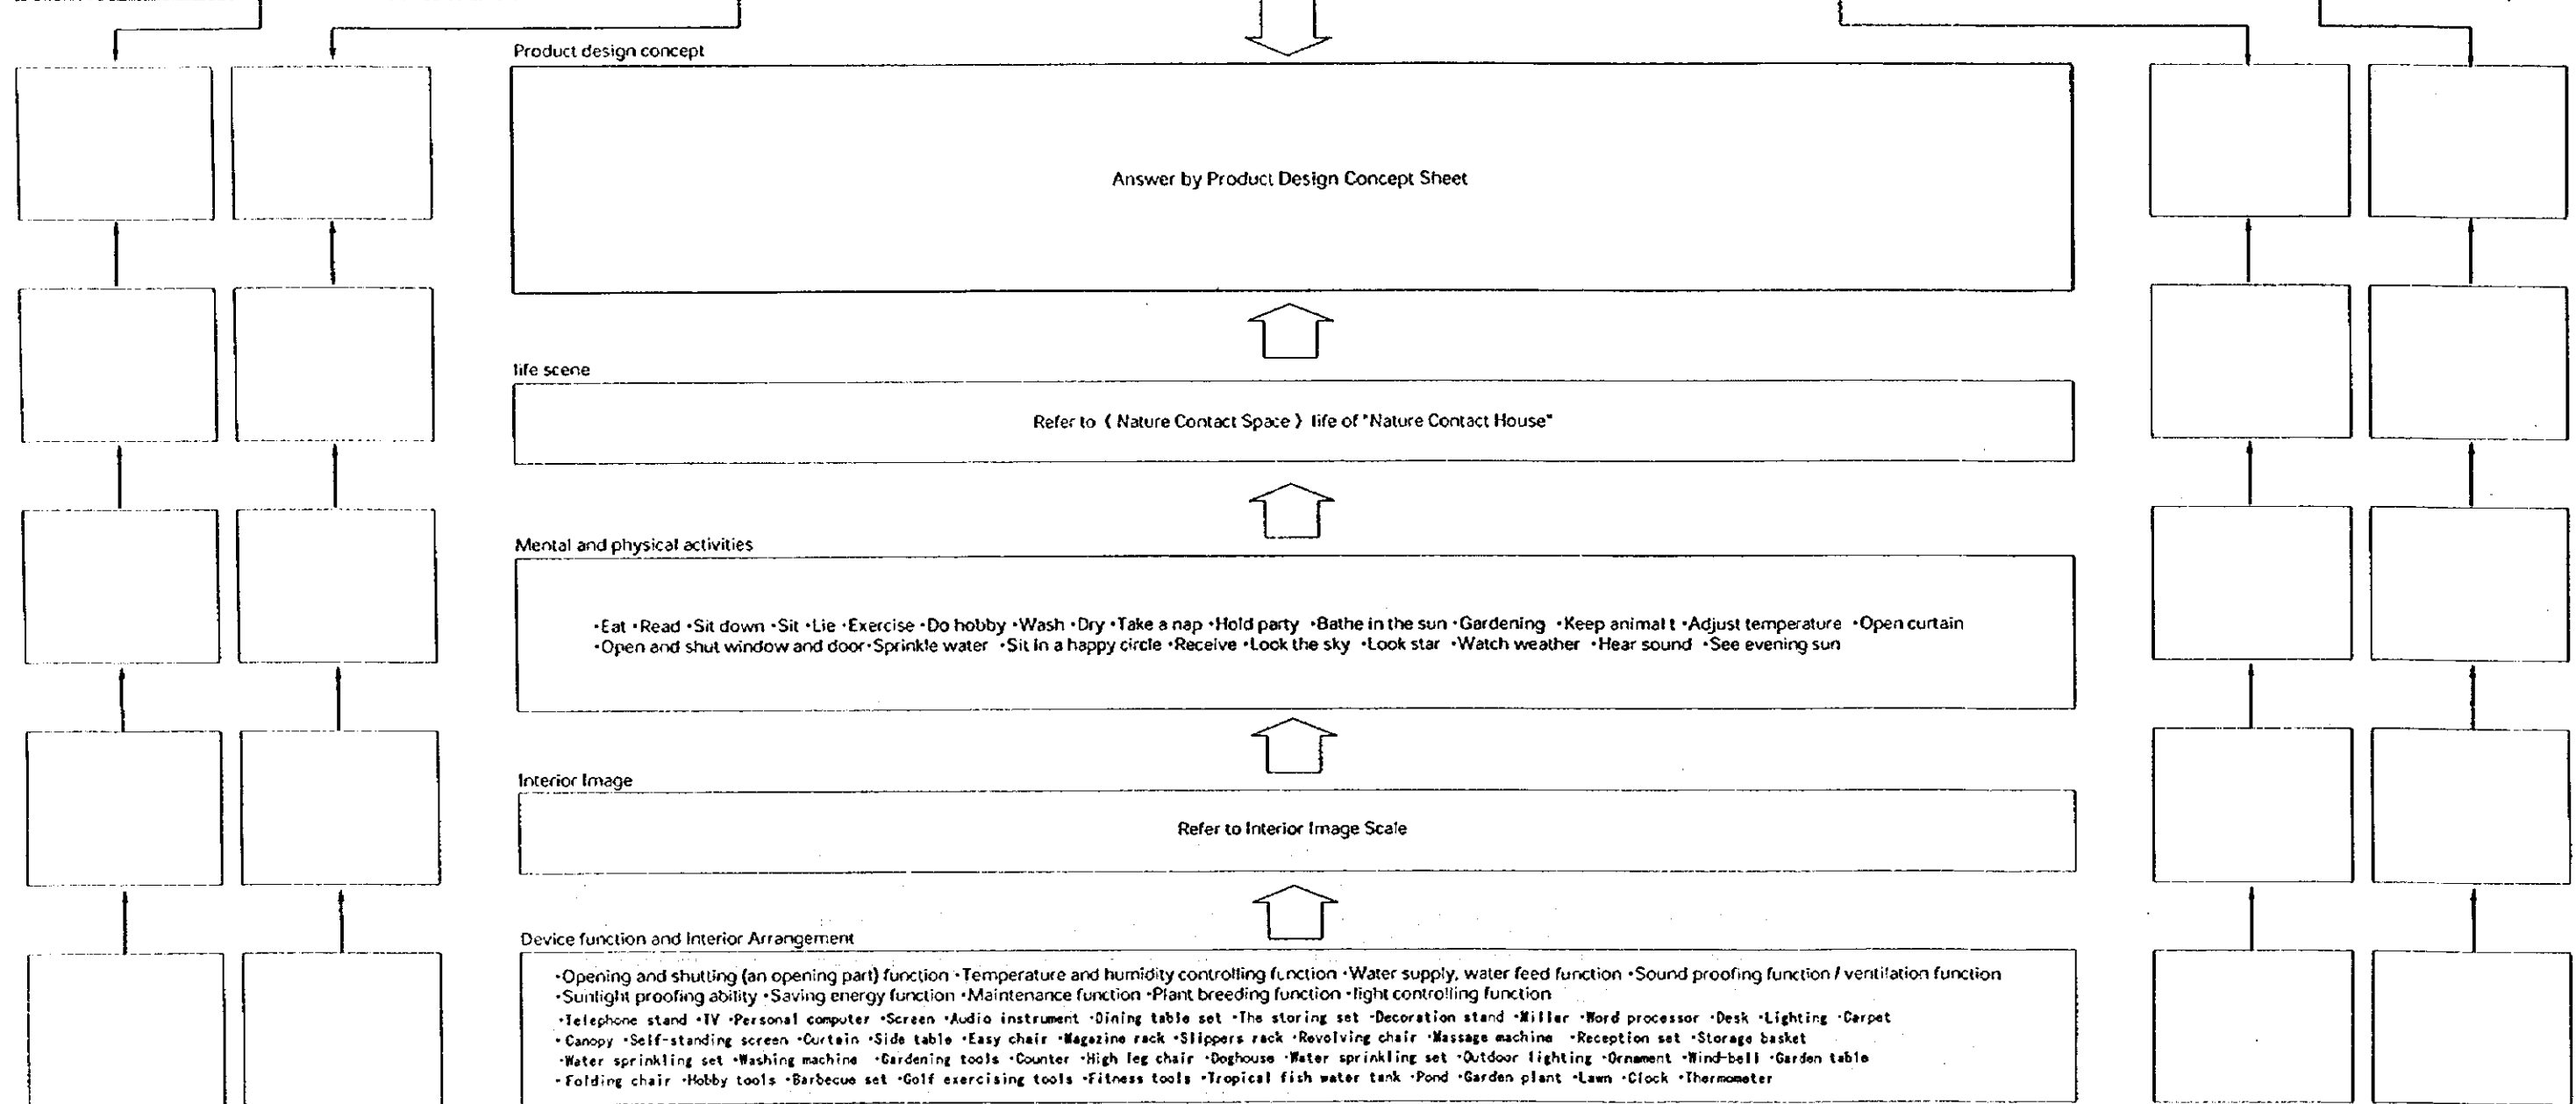 Product design concept
Answer by Product Design Concept Sheet
life scene
Refer to 《 Nature Contact Space 》 life of "Nature Contact House"
Mental and physical activities
・Eat ・Read ・Sit down ・Sit ・Lie ・Exercise ・Do hobby ・Wash ・Dry ・Take a nap ・Hold party ・Bathe in the sun ・Gardening ・Keep animal t ・Adjust temperature ・Open curtain
・Open and shut window and door・Sprinkle water ・Sit in a happy circle ・Receive ・Look the sky ・Look star ・Watch weather ・Hear sound ・See evening sun
Interior Image
Refer to Interior Image Scale
Device function and Interior Arrangement
・Opening and shutting (an opening part) function ・Temperature and humidity controlling function ・Water supply, water feed function ・Sound proofing function / ventilation function
・Sunlight proofing ability ・Saving energy function ・Maintenance function ・Plant breeding function ・light controlling function
・Telephone stand ・TV ・Personal computer ・Screen ・Audio instrument ・Dining table set ・The storing set ・Decoration stand ・Miller ・Word processor ・Desk ・Lighting ・Carpet
・Canopy ・Self-standing screen ・Curtain ・Side table ・Easy chair ・Magazine rack ・Slippers rack ・Revolving chair ・Massage machine ・Reception set ・Storage basket
・Water sprinkling set ・Washing machine ・Gardening tools ・Counter ・High leg chair ・Doghouse ・Water sprinkling set ・Outdoor lighting ・Ornament ・Wind-bell ・Garden table
・Folding chair ・Hobby tools ・Barbecue set ・Golf exercising tools ・Fitness tools ・Tropical fish water tank ・Pond ・Garden plant ・Lawn ・Clock ・Thermometer